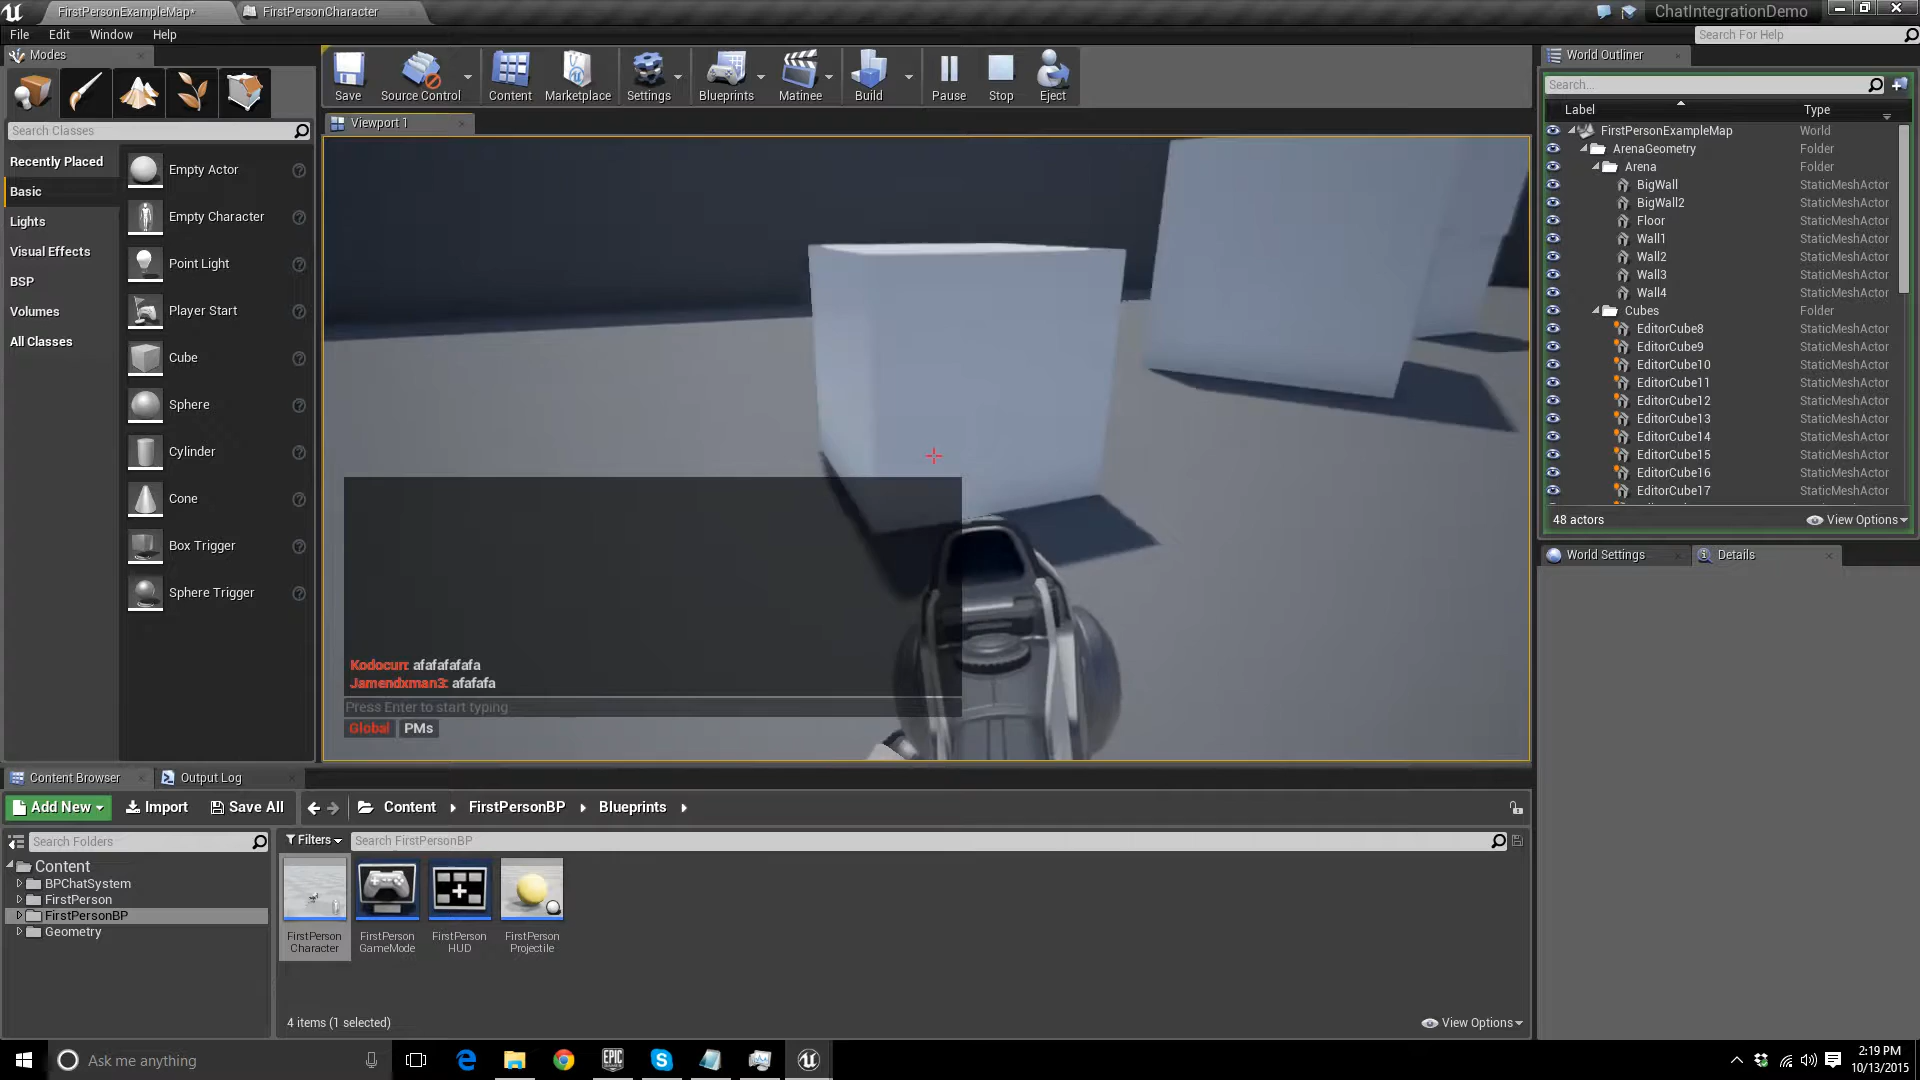 FirstPersonExampleMap*
FirstPersonCharacter
ChatIntegrationDemo
File Edit Window Help
Search For Help
Modes
Save
Source Control
Content
Marketplace
Settings
Blueprints
Matinee
Build
Pause
Stop
Eject
Search Classes
Recently Placed
Basic
Lights
Visual Effects
BSP
Volumes
All Classes
Empty Actor
Empty Character
Point Light
Player Start
Cube
Sphere
Cylinder
Cone
Box Trigger
Sphere Trigger
Viewport 1
Kodocun: afafafafafa
Jamendxman3: afafafa
Press Enter to start typing
Global PMs
World Outliner
Search...
Label Type
FirstPersonExampleMap World
ArenaGeometry Folder
Arena Folder
BigWall StaticMeshActor
BigWall2 StaticMeshActor
Floor StaticMeshActor
Wall1 StaticMeshActor
Wall2 StaticMeshActor
Wall3 StaticMeshActor
Wall4 StaticMeshActor
Cubes Folder
EditorCube8 StaticMeshActor
EditorCube9 StaticMeshActor
EditorCube10 StaticMeshActor
EditorCube11 StaticMeshActor
EditorCube12 StaticMeshActor
EditorCube13 StaticMeshActor
EditorCube14 StaticMeshActor
EditorCube15 StaticMeshActor
EditorCube16 StaticMeshActor
EditorCube17 StaticMeshActor
48 actors
View Options
World Settings
Details
Content Browser
Output Log
Add New
Import
Save All
Content
FirstPersonBP
Blueprints
Search Folders
Filters
Search FirstPersonBP
Content
BPChatSystem
FirstPerson
FirstPersonBP
Geometry
FirstPerson
Character
FirstPerson
GameMode
FirstPerson
HUD
FirstPerson
Projectile
4 items (1 selected)
View Options
Ask me anything
EPIC
2:19 PM
10/13/2015